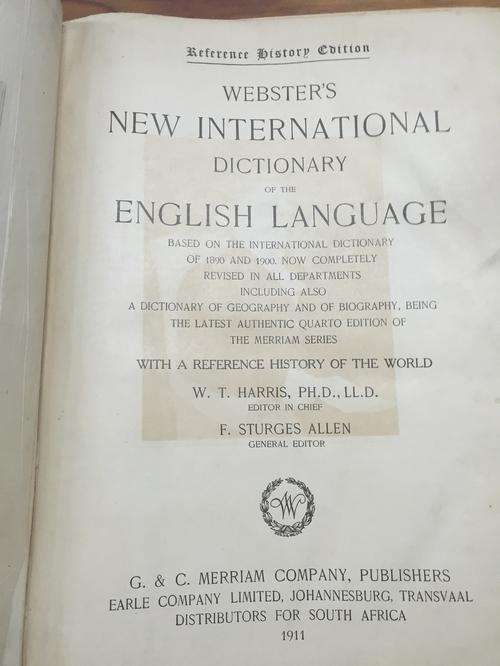 Reference History Edition
WEBSTER'S
NEW INTERNATIONAL
DICTIONARY
OF THE
ENGLISH LANGUAGE
BASED ON THE INTERNATIONAL DICTIONARY
OF 1890 AND 1900. NOW COMPLETELY
REVISED IN ALL DEPARTMENTS
INCLUDING ALSO
A DICTIONARY OF GEOGRAPHY AND OF BIOGRAPHY, BEING
THE LATEST AUTHENTIC QUARTO EDITION OF
THE MERRIAM SERIES
WITH A REFERENCE HISTORY OF THE WORLD
W. T. HARRIS, PH.D., LL.D.
EDITOR IN CHIEF
F. STURGES ALLEN
GENERAL EDITOR
W
G. & C. MERRIAM COMPANY, PUBLISHERS
EARLE COMPANY LIMITED, JOHANNESBURG, TRANSVAAL
DISTRIBUTORS FOR SOUTH AFRICA
1911